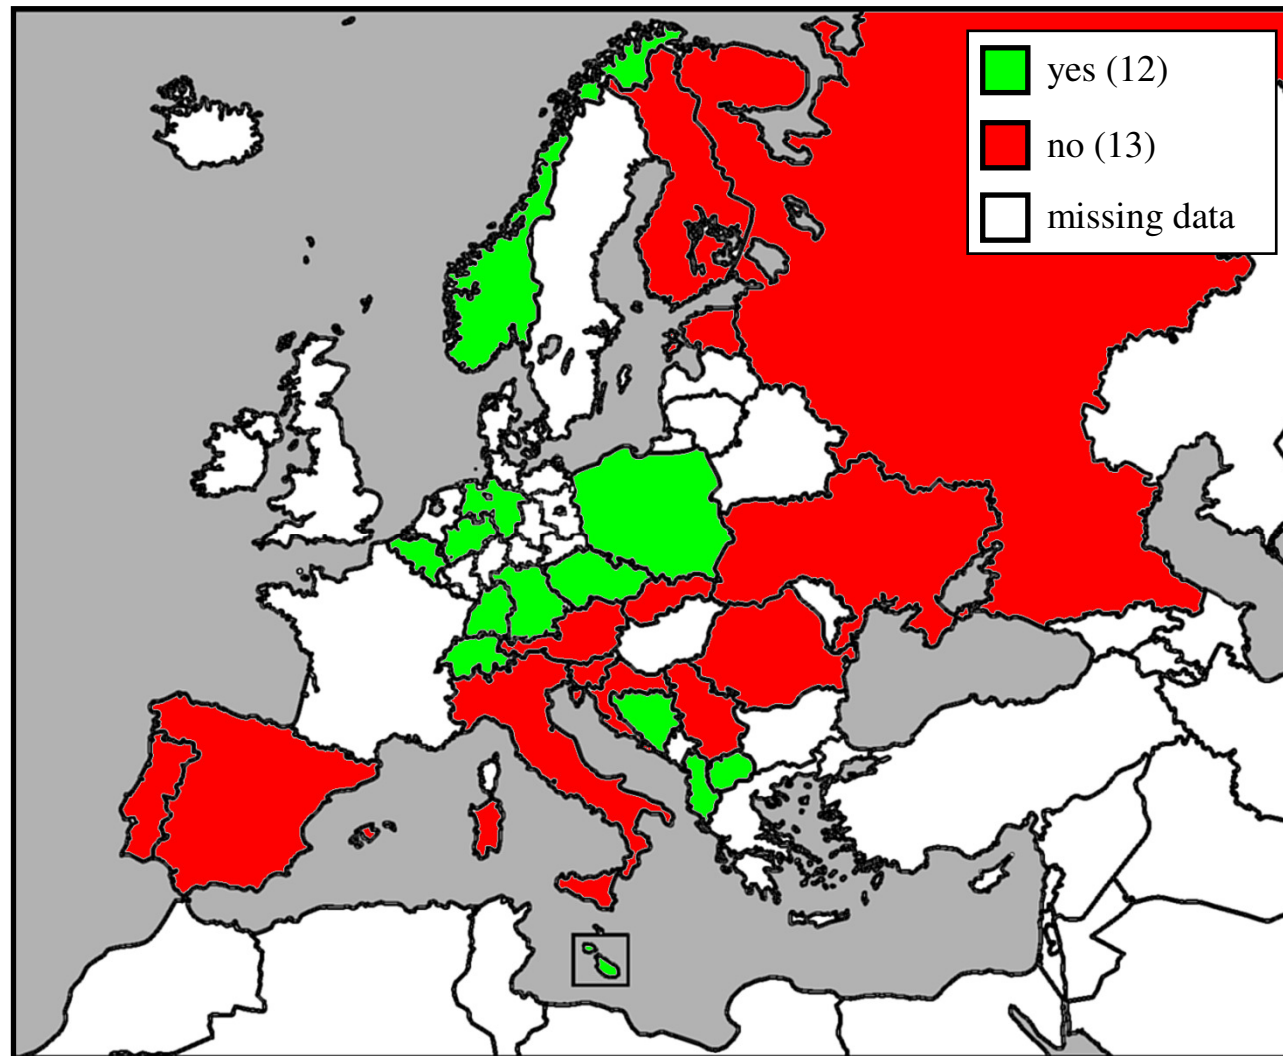 yes (12)
no (13)
missing data